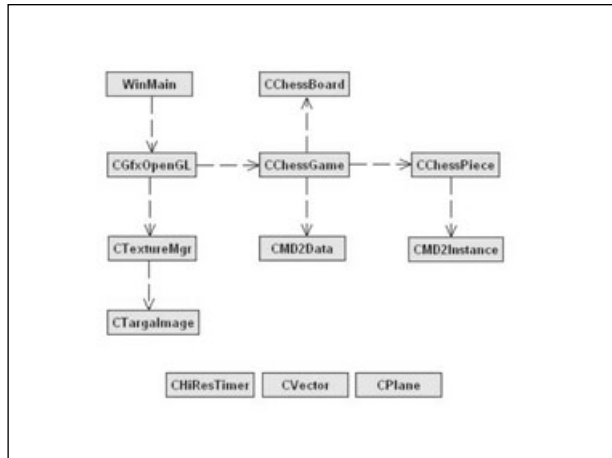 WinMain
CChessBoard
CGfxOpenGL
CChessGame
CChessPiece
CTextureMgr
CMD2Data
CMD2Instance
CTargaImage
CHiResTimer
CVector
CPlane